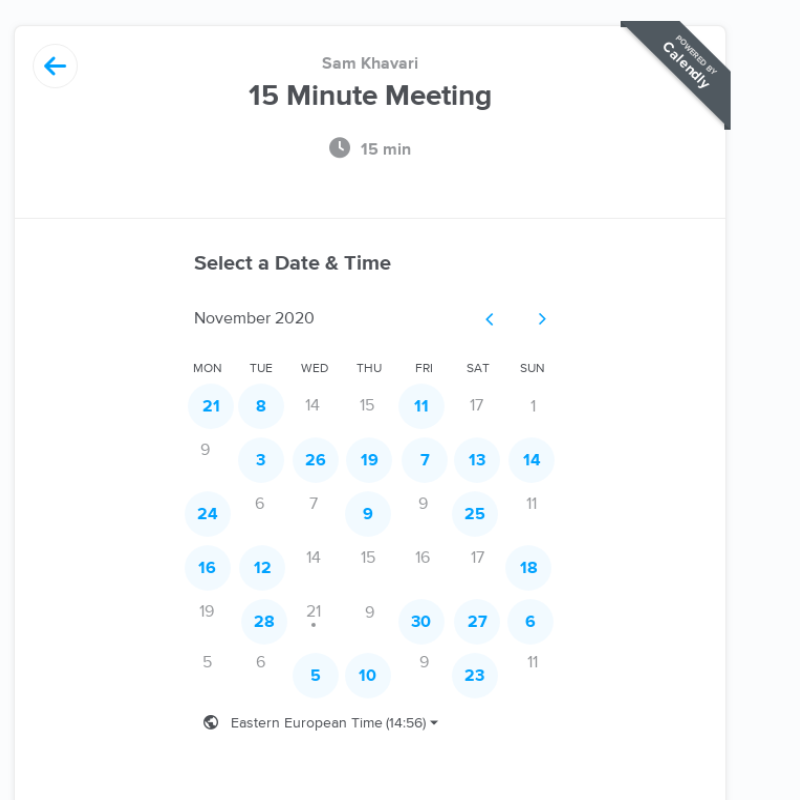 POWERED BY
Calendly
Sam Khavari
15 Minute Meeting
15 min
Select a Date & Time
November 2020
MON TUE WED THU FRI SAT SUN
21 8 14 15 11 17 1
9 3 26 19 7 13 14
24 6 7 9 9 25 11
16 12 14 15 16 17 18
19 28 21 9 30 27 6
5 6 5 10 9 23 11
Eastern European Time (14:56)